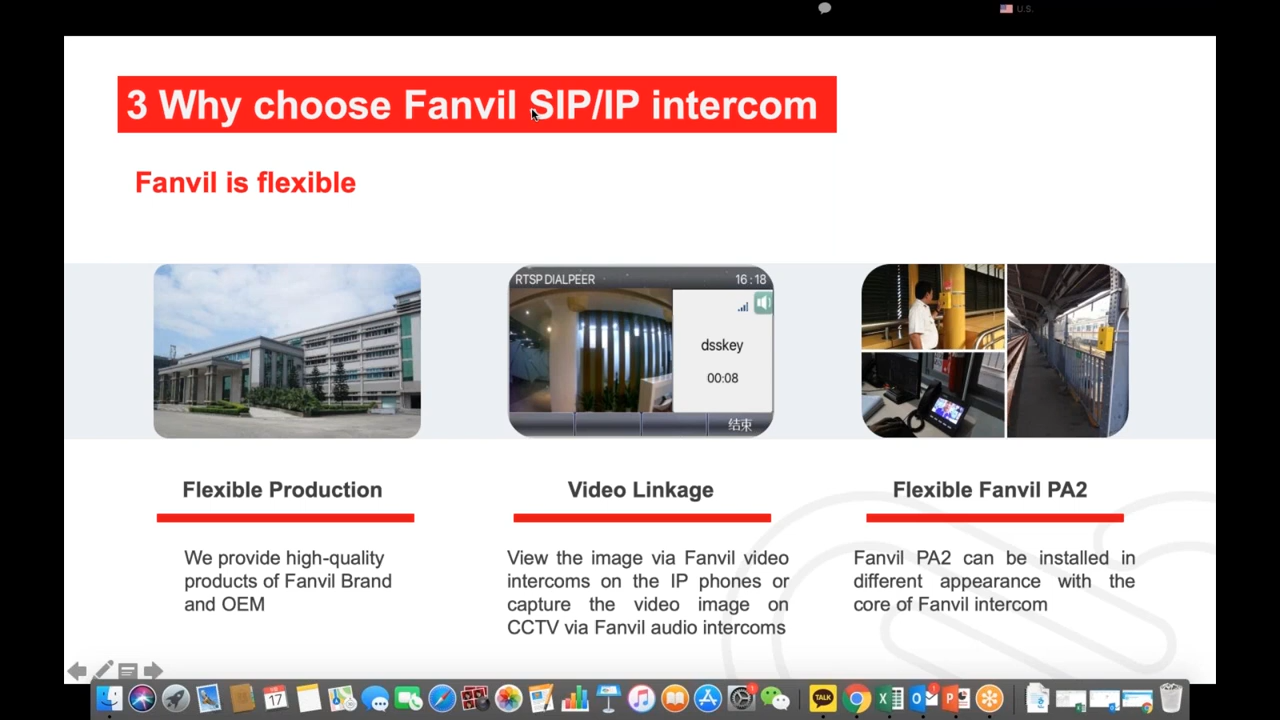 U.S.
3 Why choose Fanvil SIP/IP intercom
Fanvil is flexible
RTSP DIALPEER 16:18
dsskey
00:08
结束
Flexible Production
Video Linkage
Flexible Fanvil PA2
We provide high-quality
products of Fanvil Brand
and OEM
View the image via Fanvil video
intercoms on the IP phones or
capture the video image on
CCTV via Fanvil audio intercoms
Fanvil PA2 can be installed in
different appearance with the
core of Fanvil intercom
17
TALK